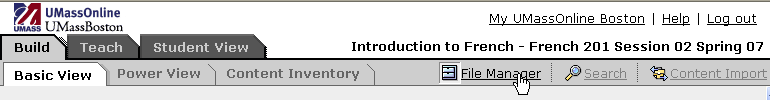 UMassOnline
UMASS UMassBoston
My UMassOnline Boston | Help | Log out
Build Teach Student View
Introduction to French - French 201 Session 02 Spring 07
Basic View Power View Content Inventory File Manager Search Content Import